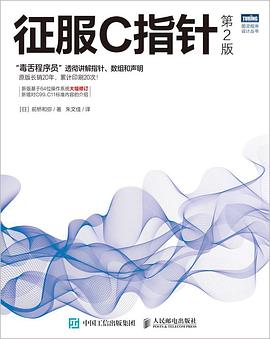 TURING
图灵程序
设计丛书
征服C指针
第2版
“毒舌程序员”透彻讲解指针、数组和声明
原版长销20年，累计印刷20次！
新版基于64位操作系统大幅修订
新增对C99、C11标准内容的介绍
［日］前桥和弥 著 朱文佳 译
中国工信出版集团
人民邮电出版社
POSTS & TELECOM PRESS